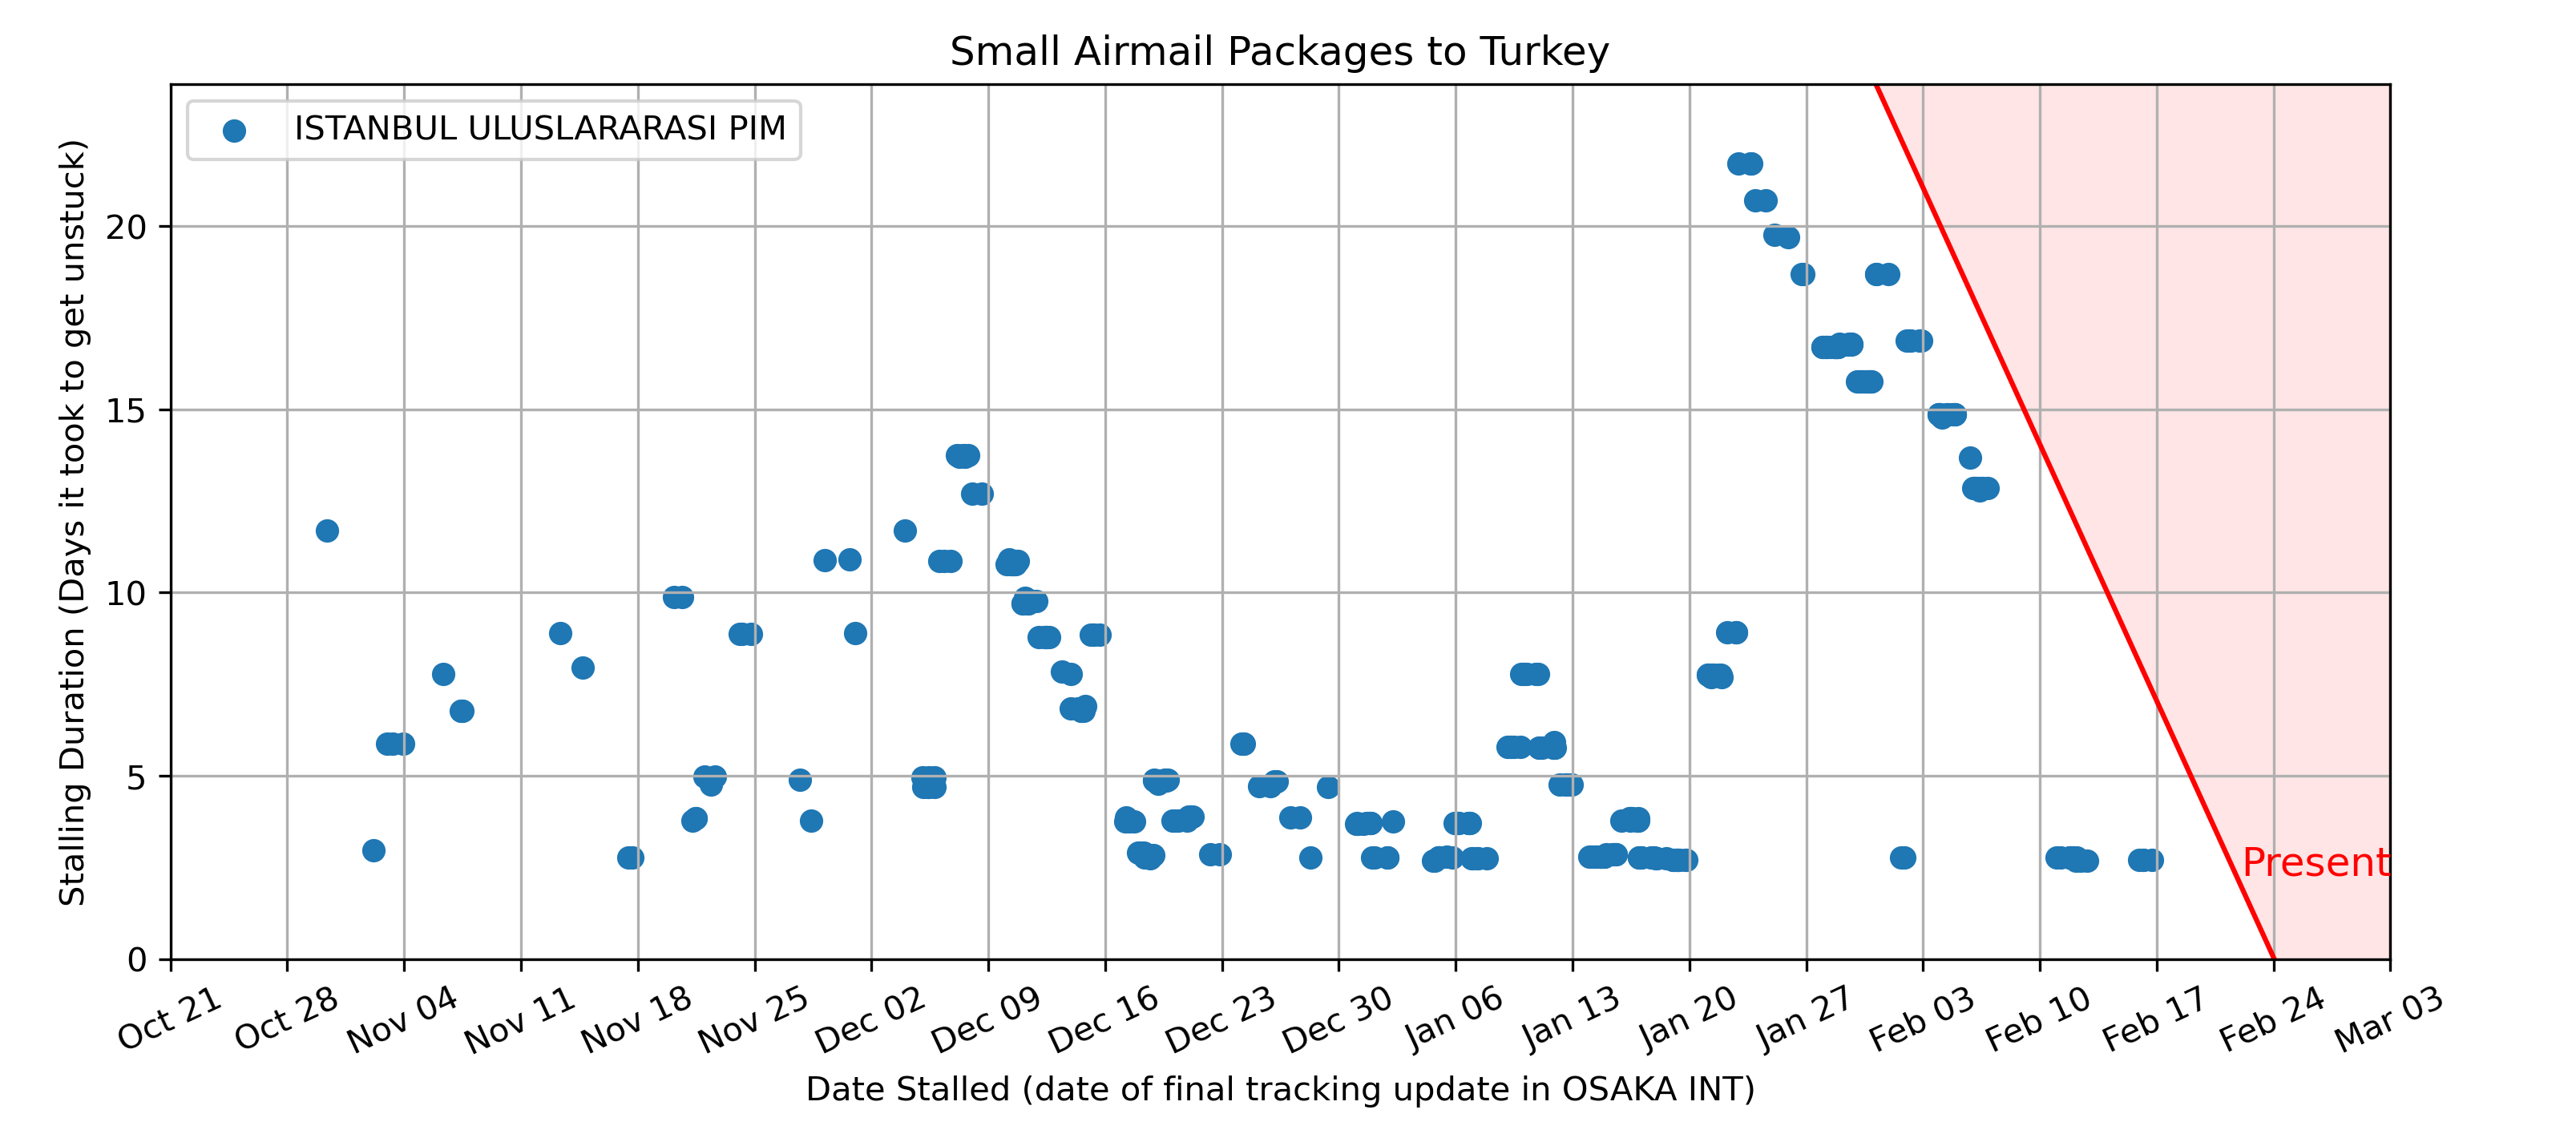 Small Airmail Packages to Turkey
ISTANBUL ULUSLARARASI PIM
Stalling Duration (Days it took to get unstuck)
20
15
10
5
0
Present
Oct 21
Oct 28
Nov 04
Nov 11
Nov 18
Nov 25
Dec 02
Dec 09
Dec 16
Dec 23
Dec 30
Jan 06
Jan 13
Jan 20
Jan 27
Feb 03
Feb 10
Feb 17
Feb 24
Mar 03
Date Stalled (date of final tracking update in OSAKA INT)